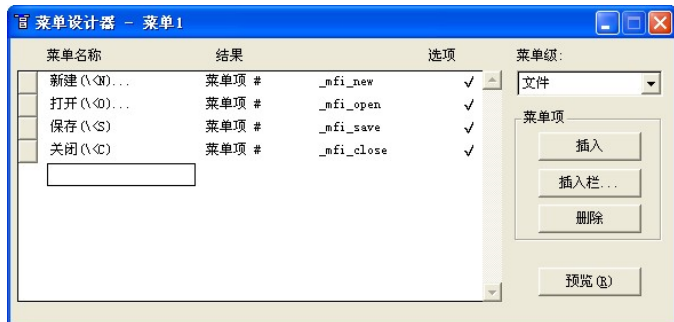 菜单设计器 - 菜单1
菜单名称 结果 选项 菜单级:
新建(\<N)... 菜单项 # _mfi_new √ 文件
打开(\<O)... 菜单项 # _mfi_open √
菜单项
保存(\<S) 菜单项 # _mfi_save √
关闭(\<C) 菜单项 # _mfi_close √
插入
插入栏...
删除
预览(R)